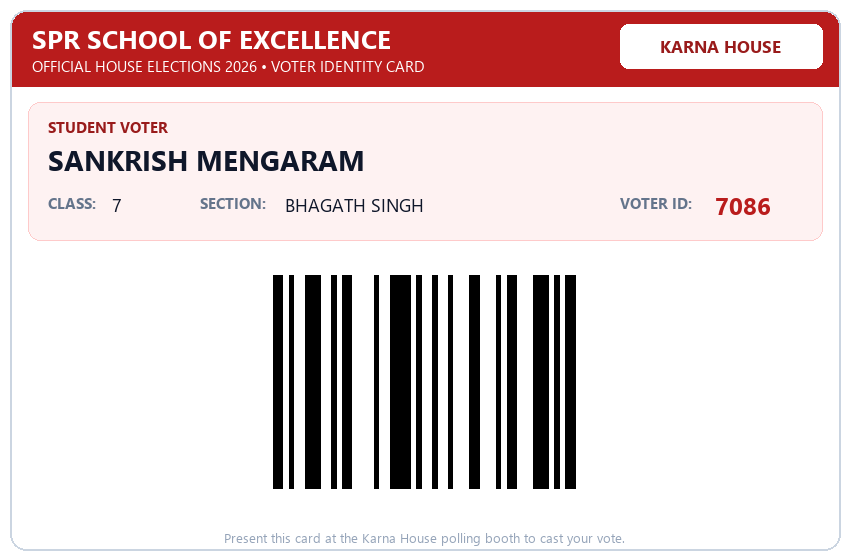 SPR SCHOOL OF EXCELLENCE
OFFICIAL HOUSE ELECTIONS 2026 • VOTER IDENTITY CARD
KARNA HOUSE
STUDENT VOTER
SANKRISH MENGARAM
CLASS: 7 SECTION: BHAGATH SINGH VOTER ID: 7086
Present this card at the Karna House polling booth to cast your vote.